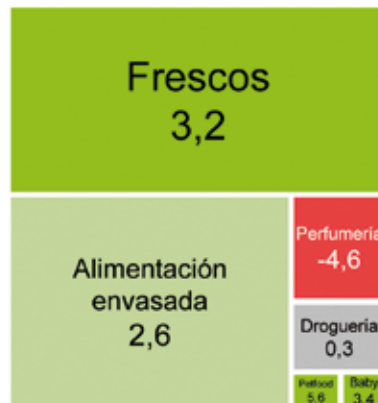 Frescos
3,2
Alimentación
envasada
2,6
Perfumería
-4,6
Droguería
0,3
Petfood
5,6
Baby
3,4